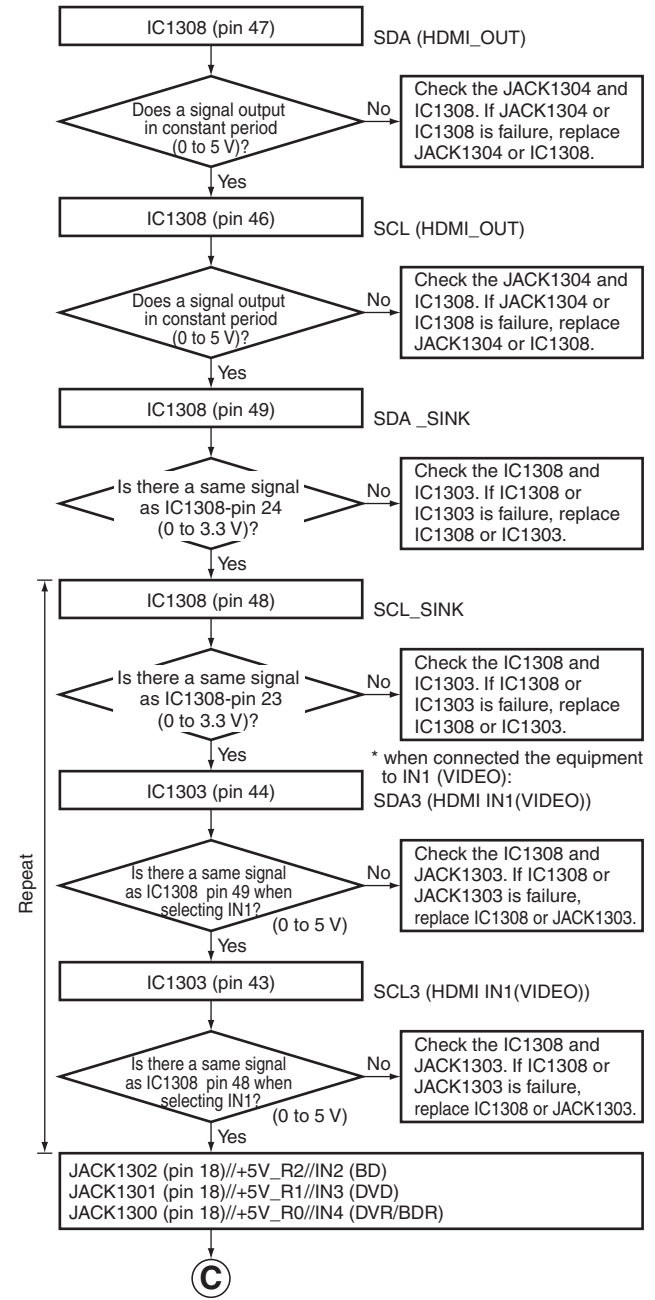 IC1308 (pin 47)
SDA (HDMI_OUT)
Does a signal output
in constant period
(0 to 5 V)?
No
Check the JACK1304 and
IC1308. If JACK1304 or
IC1308 is failure, replace
JACK1304 or IC1308.
Yes
IC1308 (pin 46)
SCL (HDMI_OUT)
Does a signal output
in constant period
(0 to 5 V)?
No
Check the JACK1304 and
IC1308. If JACK1304 or
IC1308 is failure, replace
JACK1304 or IC1308.
Yes
IC1308 (pin 49)
SDA _SINK
Is there a same signal
as IC1308-pin 24
(0 to 3.3 V)?
No
Check the IC1308 and
IC1303. If IC1308 or
IC1303 is failure, replace
IC1308 or IC1303.
Yes
Repeat
IC1308 (pin 48)
SCL_SINK
Is there a same signal
as IC1308-pin 23
(0 to 3.3 V)?
No
Check the IC1308 and
IC1303. If IC1308 or
IC1303 is failure, replace
IC1308 or IC1303.
Yes
* when connected the equipment
to IN1 (VIDEO):
IC1303 (pin 44)
SDA3 (HDMI IN1(VIDEO))
Is there a same signal
as IC1308 pin 49 when
selecting IN1?
(0 to 5 V)
No
Check the IC1308 and
JACK1303. If IC1308 or
JACK1303 is failure,
replace IC1308 or JACK1303.
Yes
IC1303 (pin 43)
SCL3 (HDMI IN1(VIDEO))
Is there a same signal
as IC1308 pin 48 when
selecting IN1?
(0 to 5 V)
No
Check the IC1308 and
JACK1303. If IC1308 or
JACK1303 is failure,
replace IC1308 or JACK1303.
Yes
JACK1302 (pin 18)//+5V_R2//IN2 (BD)
JACK1301 (pin 18)//+5V_R1//IN3 (DVD)
JACK1300 (pin 18)//+5V_R0//IN4 (DVR/BDR)
C